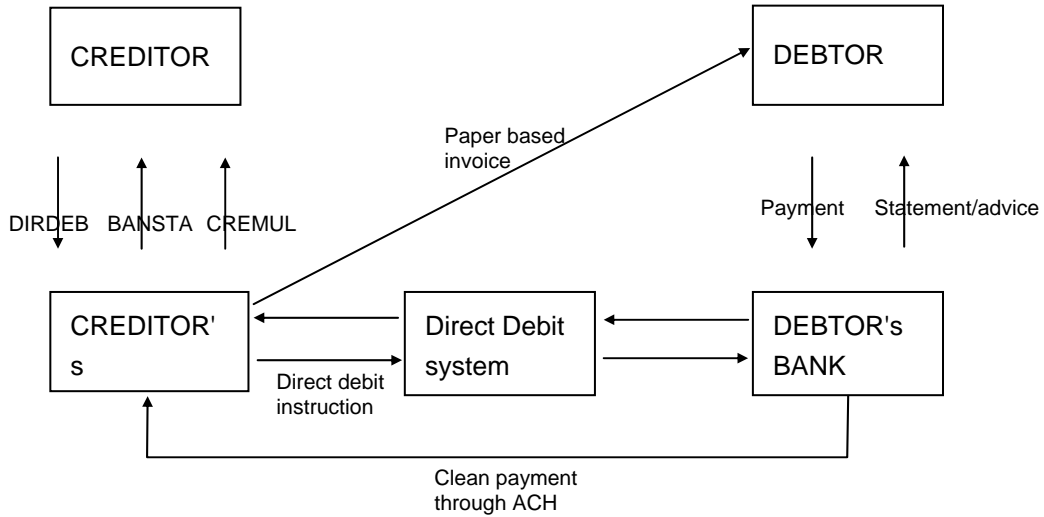 CREDITOR
DEBTOR
Paper based
invoice
DIRDEB
BANSTA
CREMUL
Payment
Statement/advice
CREDITOR'
s
Direct Debit
system
DEBTOR's
BANK
Direct debit
instruction
Clean payment
through ACH